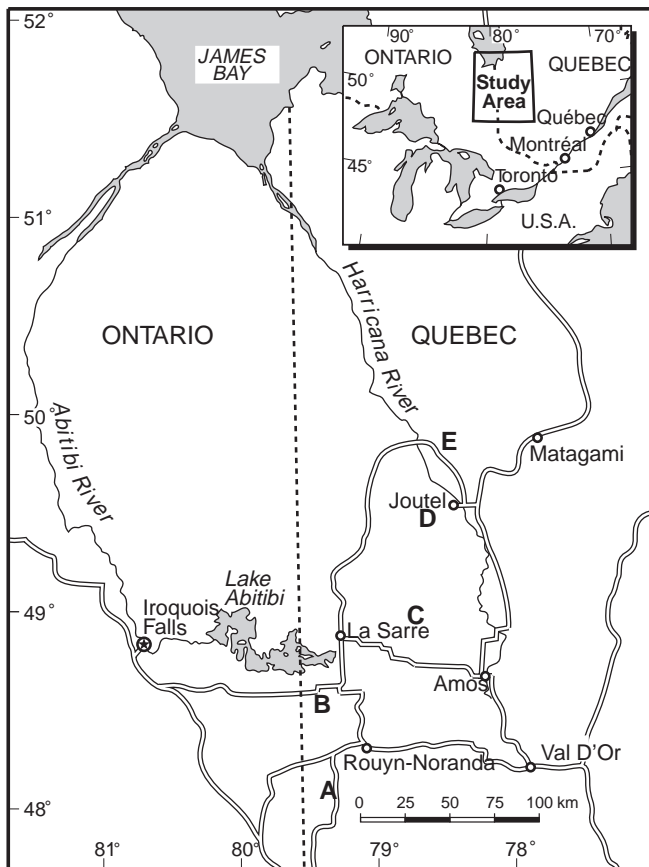 52°
JAMES
BAY
90°
80°
70°
ONTARIO
QUEBEC
50°
Study
Area
Québec
Montréal
45°
Toronto
U.S.A.
51°
Harricana River
ONTARIO
QUEBEC
50°
Abitibi River
E
Matagami
Joutel
D
Lake
Abitibi
49°
Iroquois
Falls
C
La Sarre
Amos
B
Val D'Or
Rouyn-Noranda
A
48°
0 25 50 75 100 km
81° 80° 79° 78°